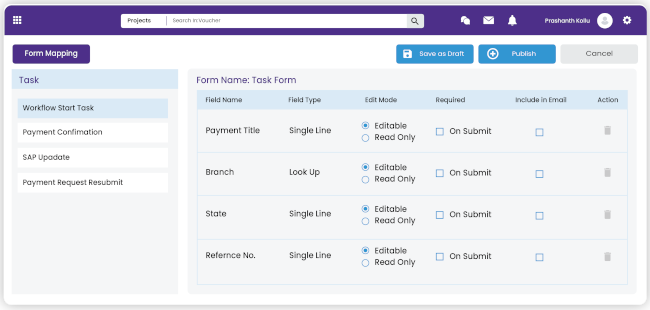 Projects Search In:Voucher Prashanth Kollu
Form Mapping Save as Draft Publish Cancel
Task
Workflow Start Task
Payment Confimation
SAP Upadate
Payment Request Resubmit
Form Name: Task Form
Field Name Field Type Edit Mode Required Include in Email Action
Payment Title Single Line Editable On Submit
Read Only
Branch Look Up Editable On Submit
Read Only
State Single Line Editable On Submit
Read Only
Refernce No. Single Line Editable On Submit
Read Only